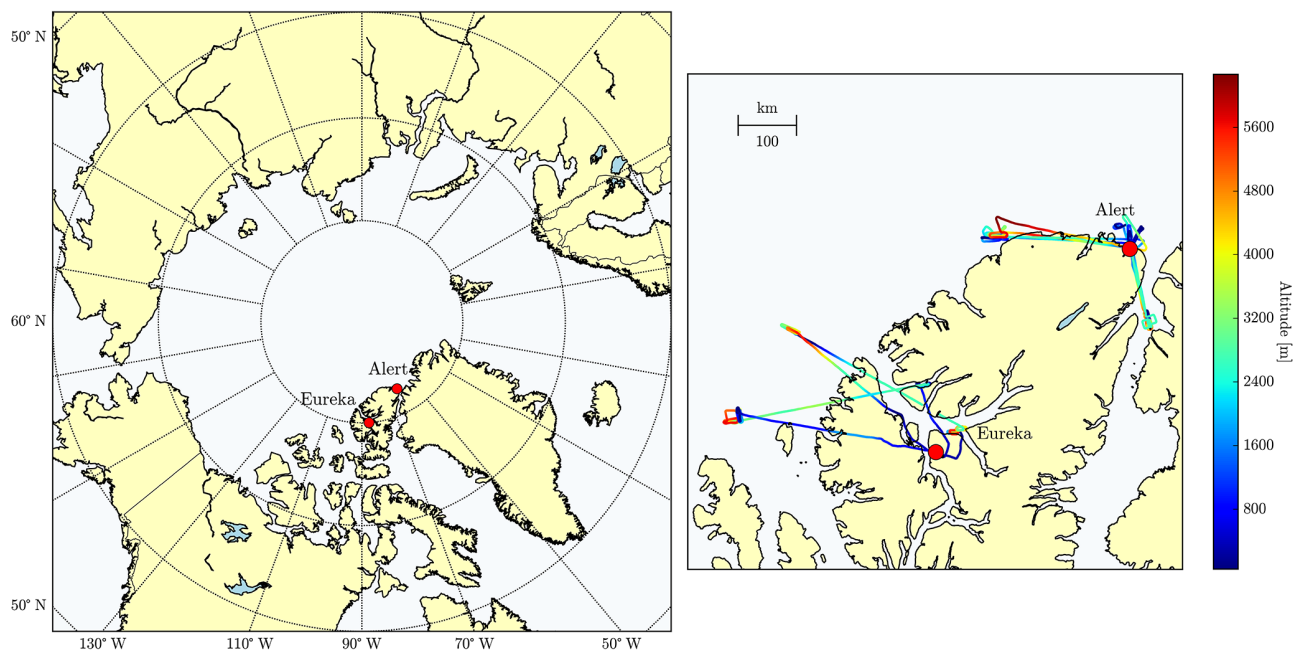 50° N
60° N
50° N
130° W
110° W
90° W
70° W
50° W
Alert
Eureka
km
100
Alert
Eureka
5600
4800
4000
3200
2400
1600
800
Altitude [m]